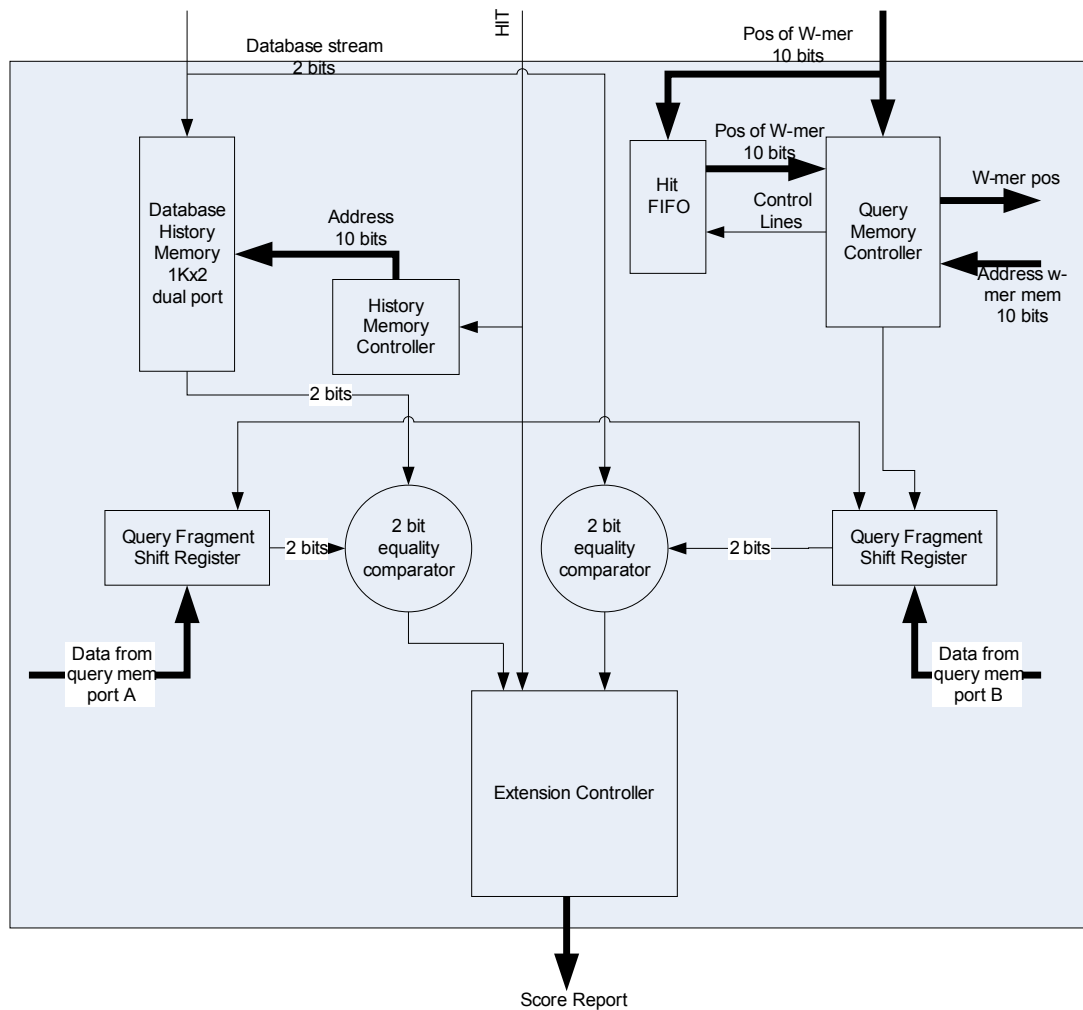 HIT
Database stream
2 bits
Pos of W-mer
10 bits
Pos of W-mer
10 bits
Hit
FIFO
Control
Lines
Query
Memory
Controller
W-mer pos
Address w-
mer mem
10 bits
Database
History
Memory
1Kx2
dual port
Address
10 bits
History
Memory
Controller
2 bits
Query Fragment
Shift Register
2 bits
2 bit
equality
comparator
2 bit
equality
comparator
2 bits
Query Fragment
Shift Register
Data from
query mem
port A
Data from
query mem
port B
Extension Controller
Score Report